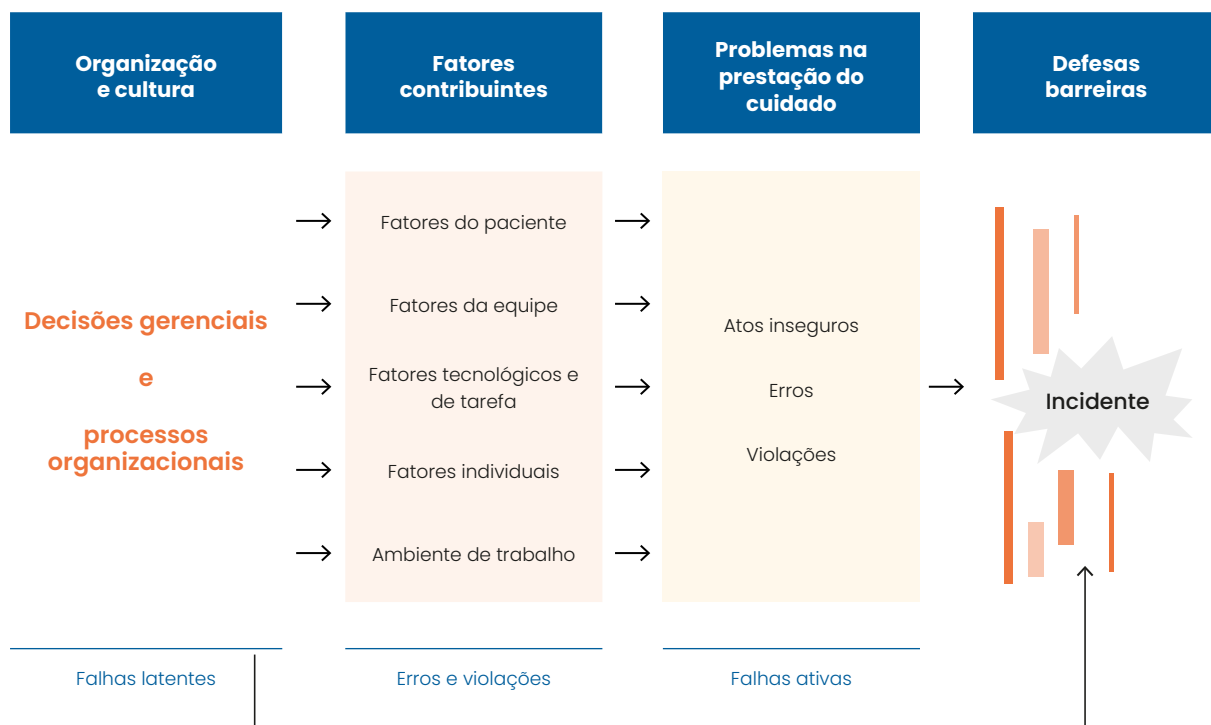 Organização
e cultura
Fatores
contribuintes
Problemas na
prestação do
cuidado
Defesas
barreiras
Decisões gerenciais
e
processos
organizacionais
Fatores do paciente
Fatores da equipe
Fatores tecnológicos e
de tarefa
Fatores individuais
Ambiente de trabalho
Atos inseguros
Erros
Violações
Incidente
Falhas latentes
Erros e violações
Falhas ativas